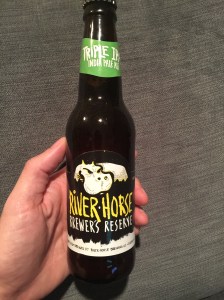 TRIPLE IPA
INDIA PALE ALE
RIVER HORSE
BREWER'S RESERVE